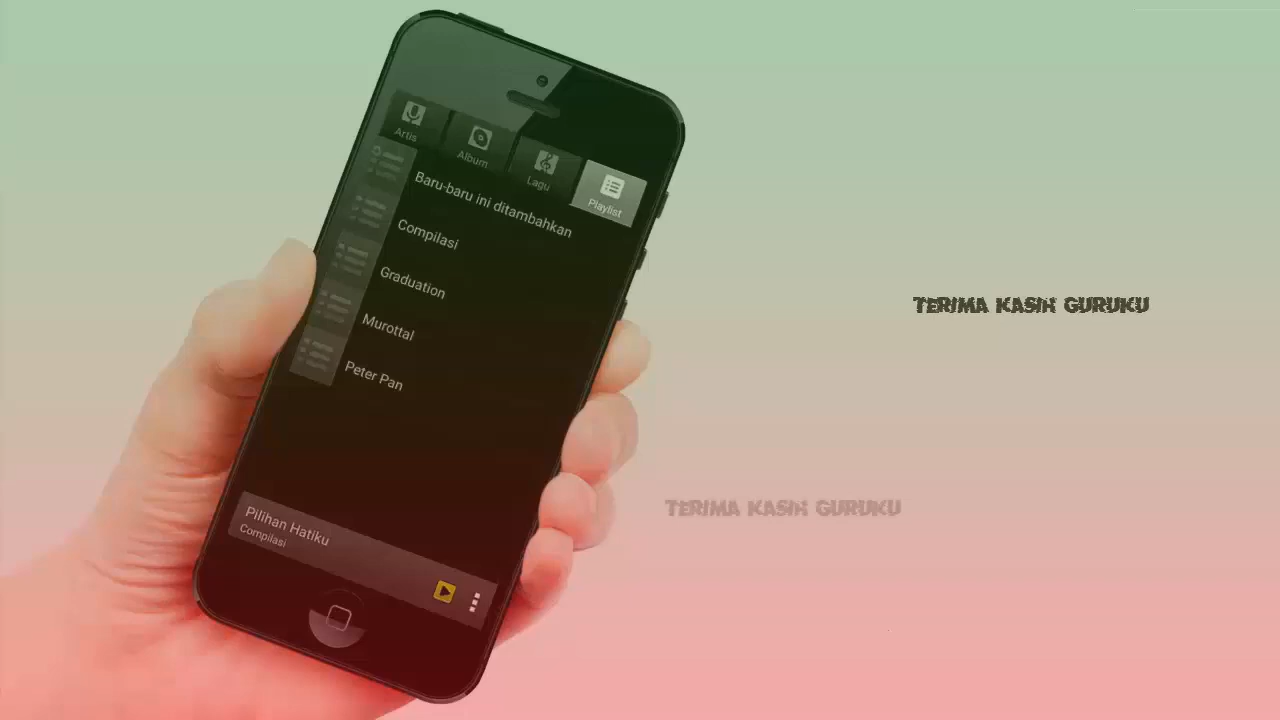 Artis
Album
Lagu
Playlist
Baru-baru ini ditambahkan
Compilasi
Graduation
Murottal
Peter Pan
Pilihan Hatiku
Compilasi
TERIMA KASIH GURUKU
TERIMA KASIH GURUKU